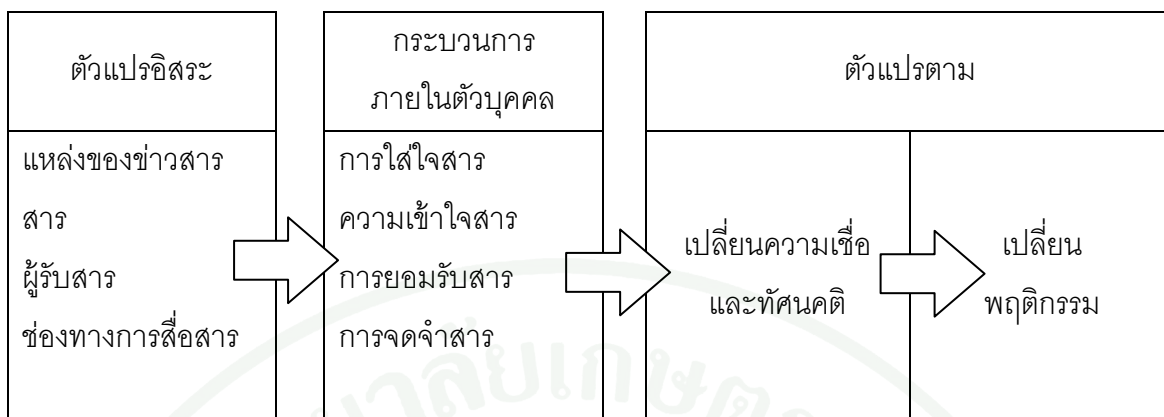 ตัวแปรอิสระ
แหล่งของข่าวสาร
สาร
ผู้รับสาร
ช่องทางการสื่อสาร
กระบวนการ
ภายในตัวบุคคล
การใส่ใจสาร
ความเข้าใจสาร
การยอมรับสาร
การจดจำสาร
ตัวแปรตาม
เปลี่ยนความเชื่อ
และทัศนคติ
เปลี่ยน
พฤติกรรม